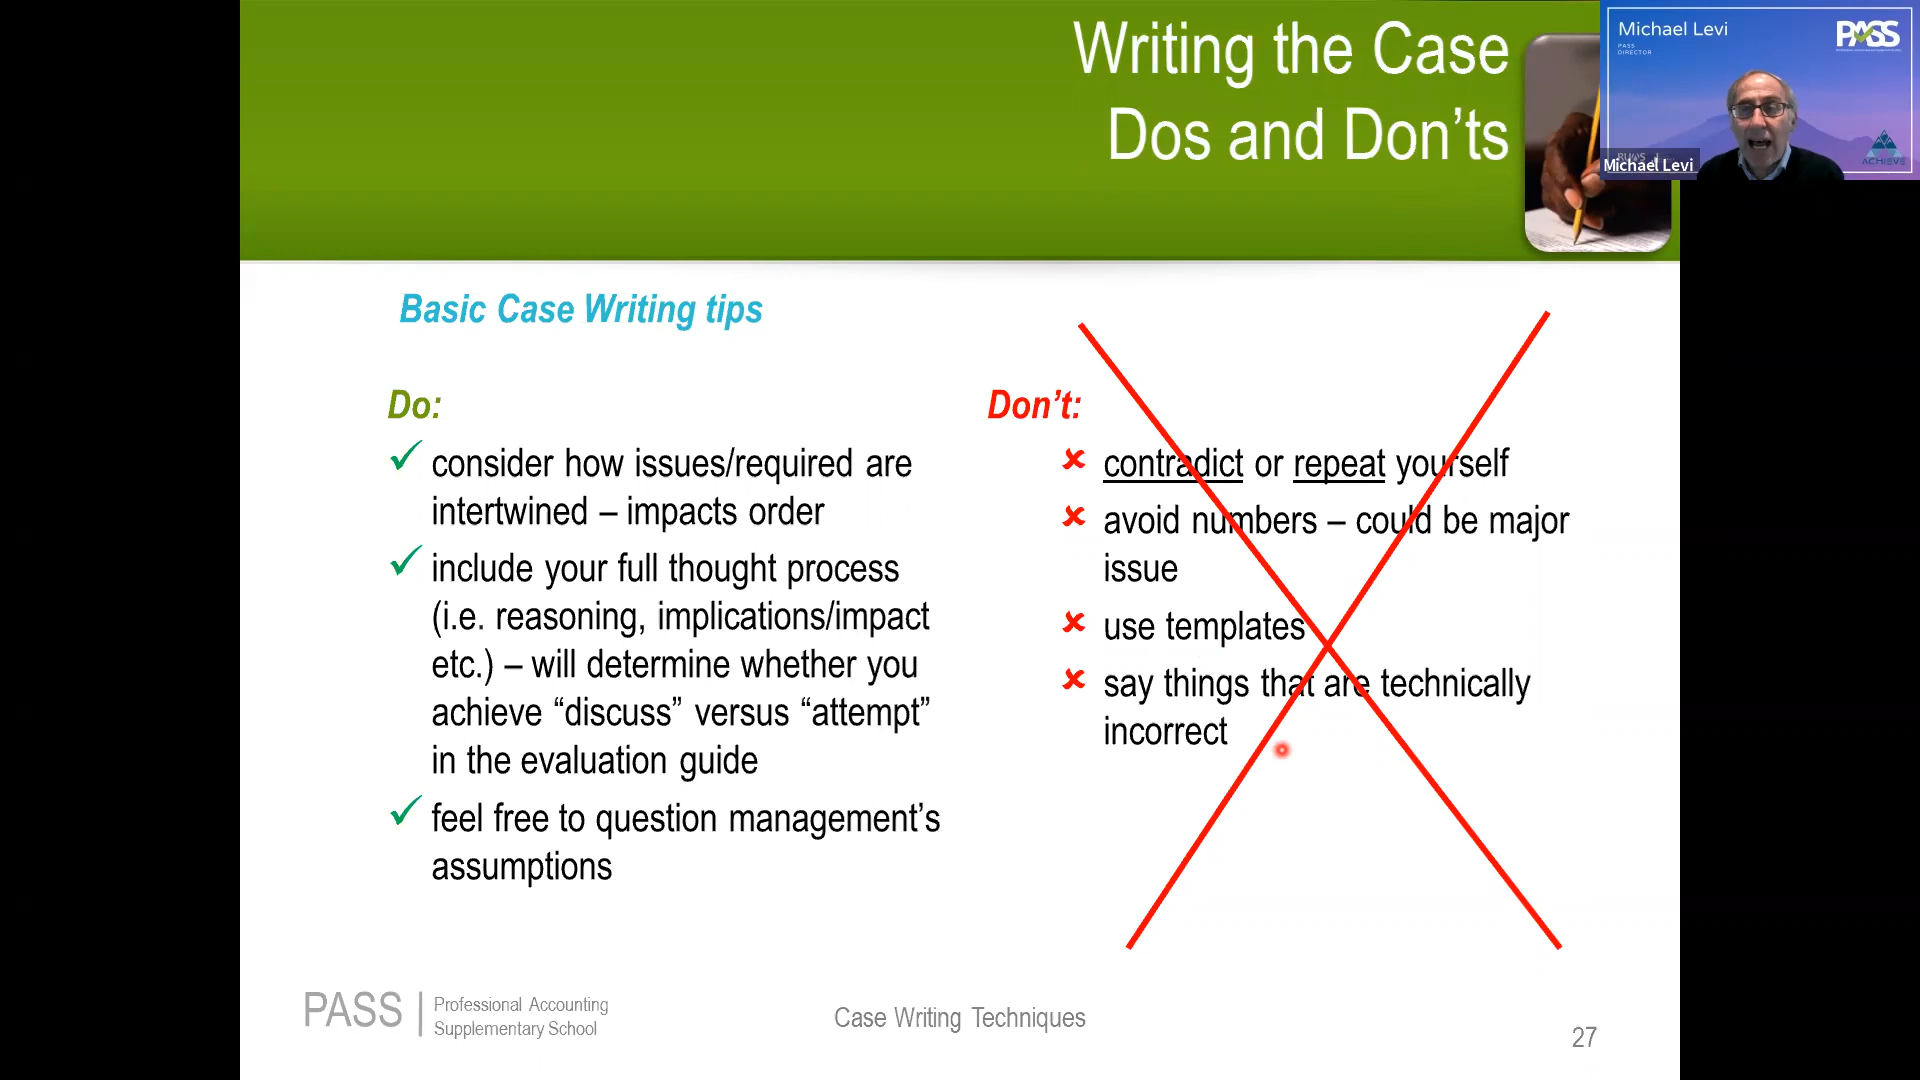 Writing the Case
Dos and Don’ts
Michael Levi
PASS
DIRECTOR
PASS
ACHIEVE
Michael Levi
Basic Case Writing tips
Do:
consider how issues/required are
intertwined – impacts order
include your full thought process
(i.e. reasoning, implications/impact
etc.) – will determine whether you
achieve “discuss” versus “attempt”
in the evaluation guide
feel free to question management’s
assumptions
Don’t:
contradict or repeat yourself
avoid numbers – could be major
issue
use templates
say things that are technically
incorrect
PASS
Professional Accounting
Supplementary School
Case Writing Techniques
27